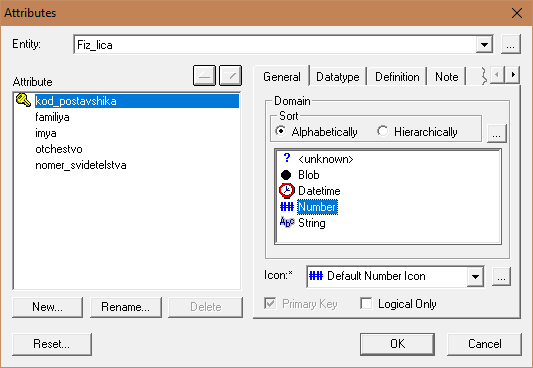 Attributes
Entity: Fiz_lica ...
Attribute
kod_postavshika
familiya
imya
otchestvo
nomer_svidetelstva
New... Rename... Delete
General Datatype Definition Note
Domain
Sort
Alphabetically Hierarchically ...
? <unknown>
Blob
Datetime
Number
String
Icon:* Default Number Icon ...
Primary Key Logical Only
Reset... OK Cancel